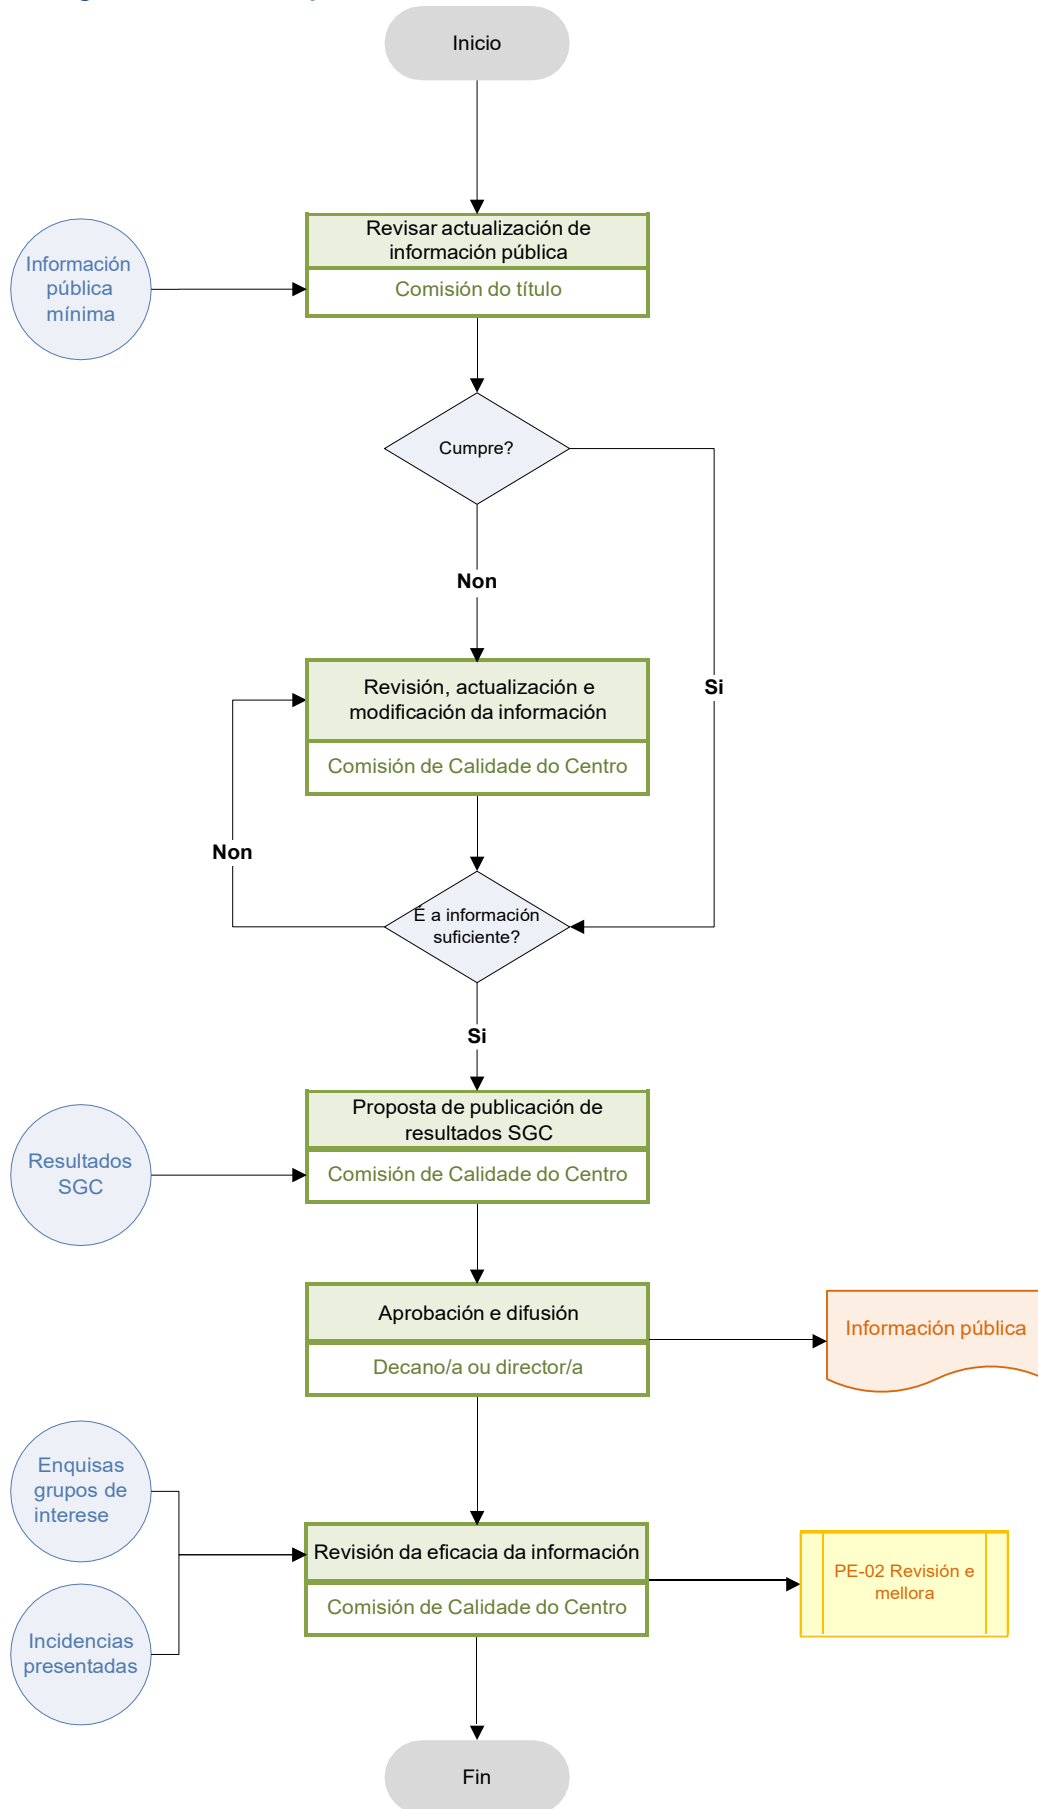 Inicio
Revisar actualización de
información pública
Comisión do título
Información
pública
mínima
Cumpre?
Non
Si
Revisión, actualización e
modificación da información
Comisión de Calidade do Centro
Non
É a información
suficiente?
Si
Proposta de publicación de
resultados SGC
Comisión de Calidade do Centro
Resultados
SGC
Aprobación e difusión
Decano/a ou director/a
Información pública
Enquisas
grupos de
interese
Revisión da eficacia da información
Comisión de Calidade do Centro
PE-02 Revisión e
mellora
Incidencias
presentadas
Fin